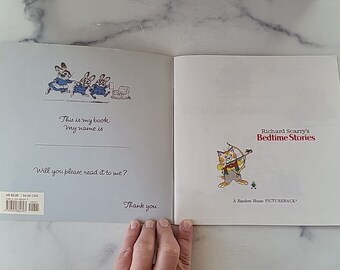 This is my book.
My name is
Will you please read it to me?
Thank you.
Richard Scarry's
Bedtime Stories
A Random House PICTUREBACK®